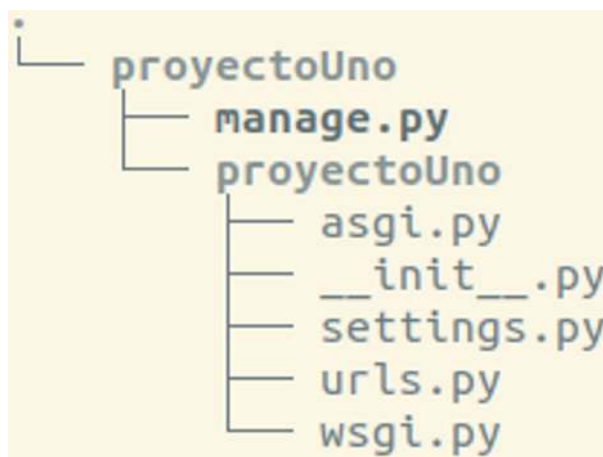 .
proyectoUno
manage.py
proyectoUno
asgi.py
__init__.py
settings.py
urls.py
wsgi.py